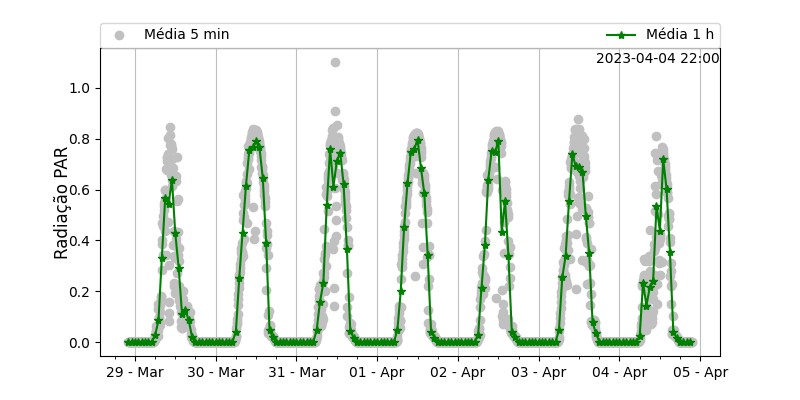 Média 5 min
Média 1 h
2023-04-04 22:00
Radiação PAR
1.0
0.8
0.6
0.4
0.2
0.0
29 - Mar
30 - Mar
31 - Mar
01 - Apr
02 - Apr
03 - Apr
04 - Apr
05 - Apr